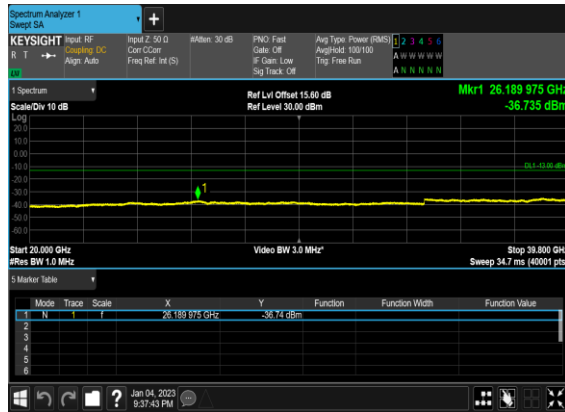 Spectrum Analyzer 1
Swept SA
KEYSIGHT Input: RF Input Z: 50 Ω #Atten: 30 dB PNO: Fast Avg Type: Power (RMS) 1 2 3 4 5 6
R T Coupling: DC Corr CCorr Gate: Off Avg|Hold: 100/100 A W W W W W
Align: Auto Freq Ref: Int (S) IF Gain: Low Trig: Free Run
LXI Sig Track: Off A N N N N N
1 Spectrum Ref Lvl Offset 15.60 dB Mkr1 26.189 975 GHz
Scale/Div 10 dB Ref Level 30.00 dBm -36.735 dBm
Log
20.0
10.0
0.00
-10.0 DL1 -13.00 dBm
-20.0
-30.0 1
-40.0
-50.0
-60.0
Start 20.000 GHz Video BW 3.0 MHz* Stop 39.800 GHz
#Res BW 1.0 MHz Sweep 34.7 ms (40001 pts)
5 Marker Table
Mode Trace Scale X Y Function Function Width Function Value
1 N 1 f 26.189 975 GHz -36.74 dBm
2
3
4
5
6
? Jan 04, 2023
9:37:43 PM